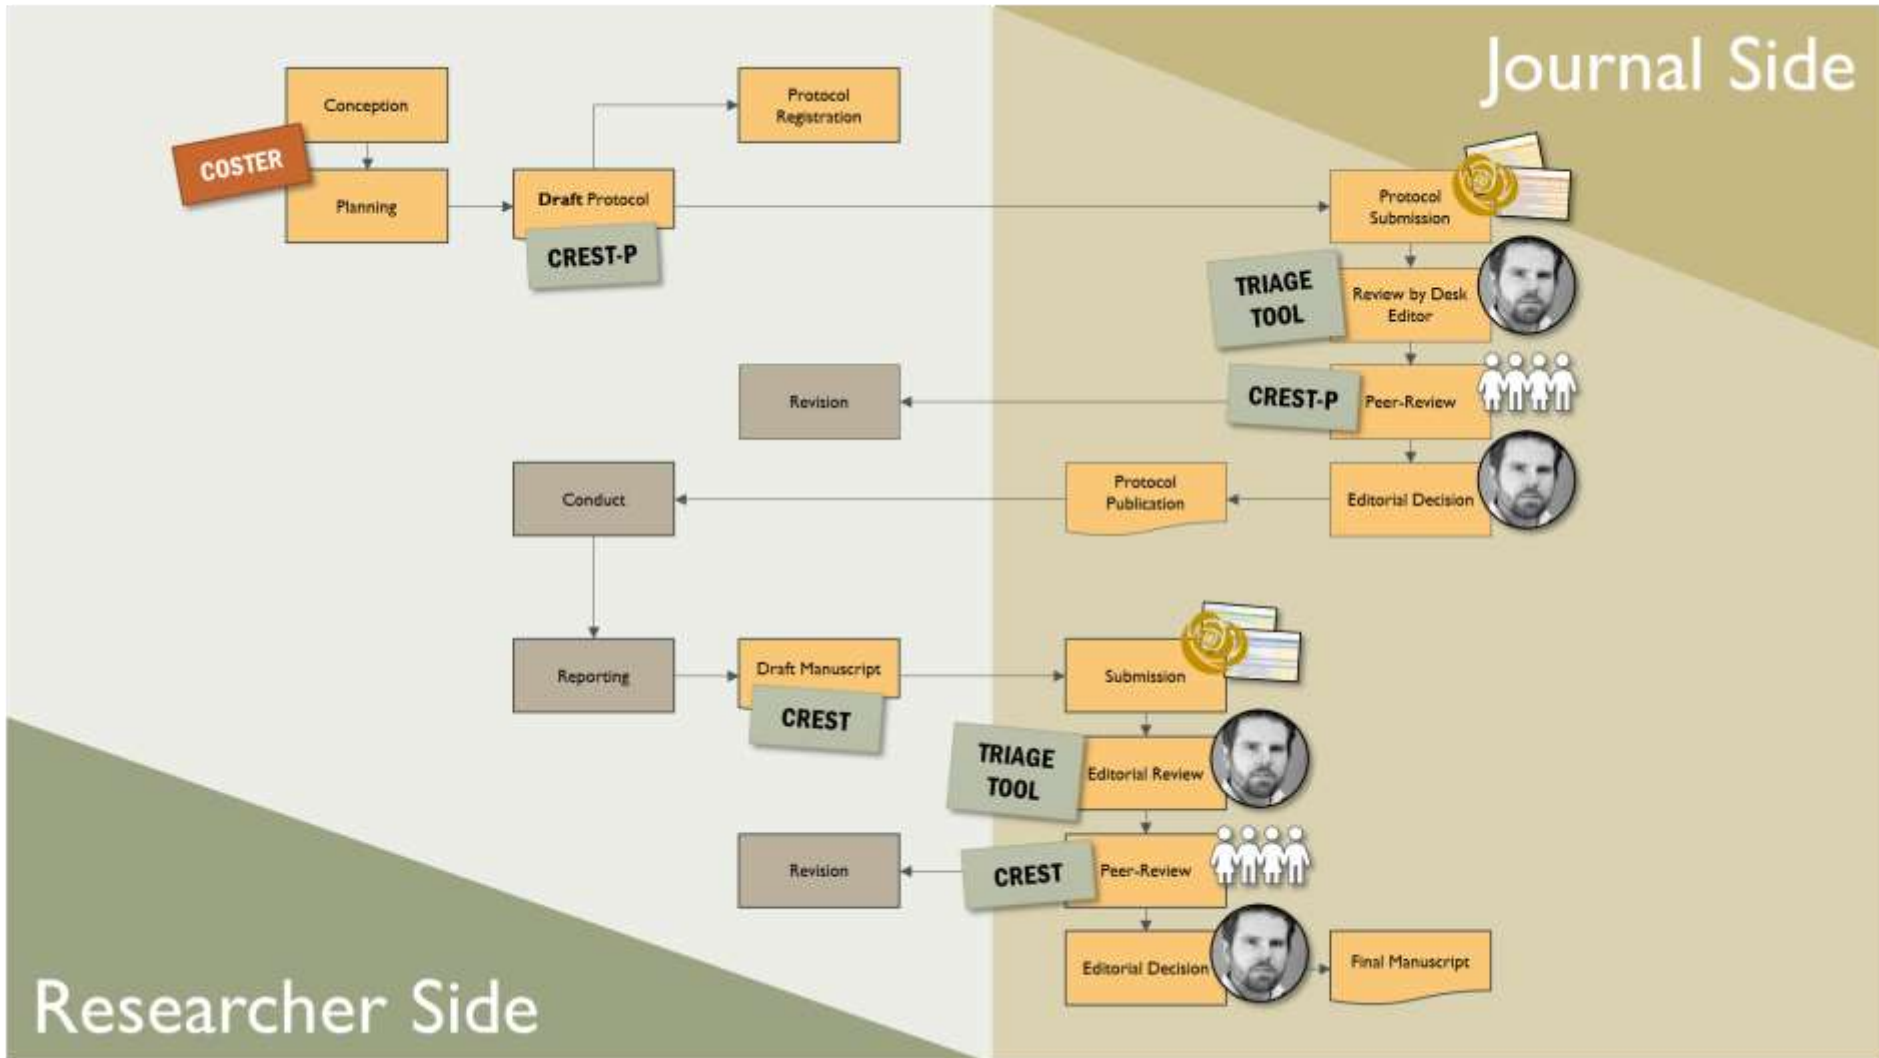 Journal Side
Conception
Protocol
Registration
COSTER
Planning
Draft Protocol
CREST-P
Protocol
Submission
TRIAGE
TOOL
Review by Desk
Editor
Revision
CREST-P
Peer-Review
Conduct
Protocol
Publication
Editorial Decision
Reporting
Draft Manuscript
CREST
Submission
TRIAGE
TOOL
Editorial Review
Revision
CREST
Peer-Review
Editorial Decision
Final Manuscript
Researcher Side